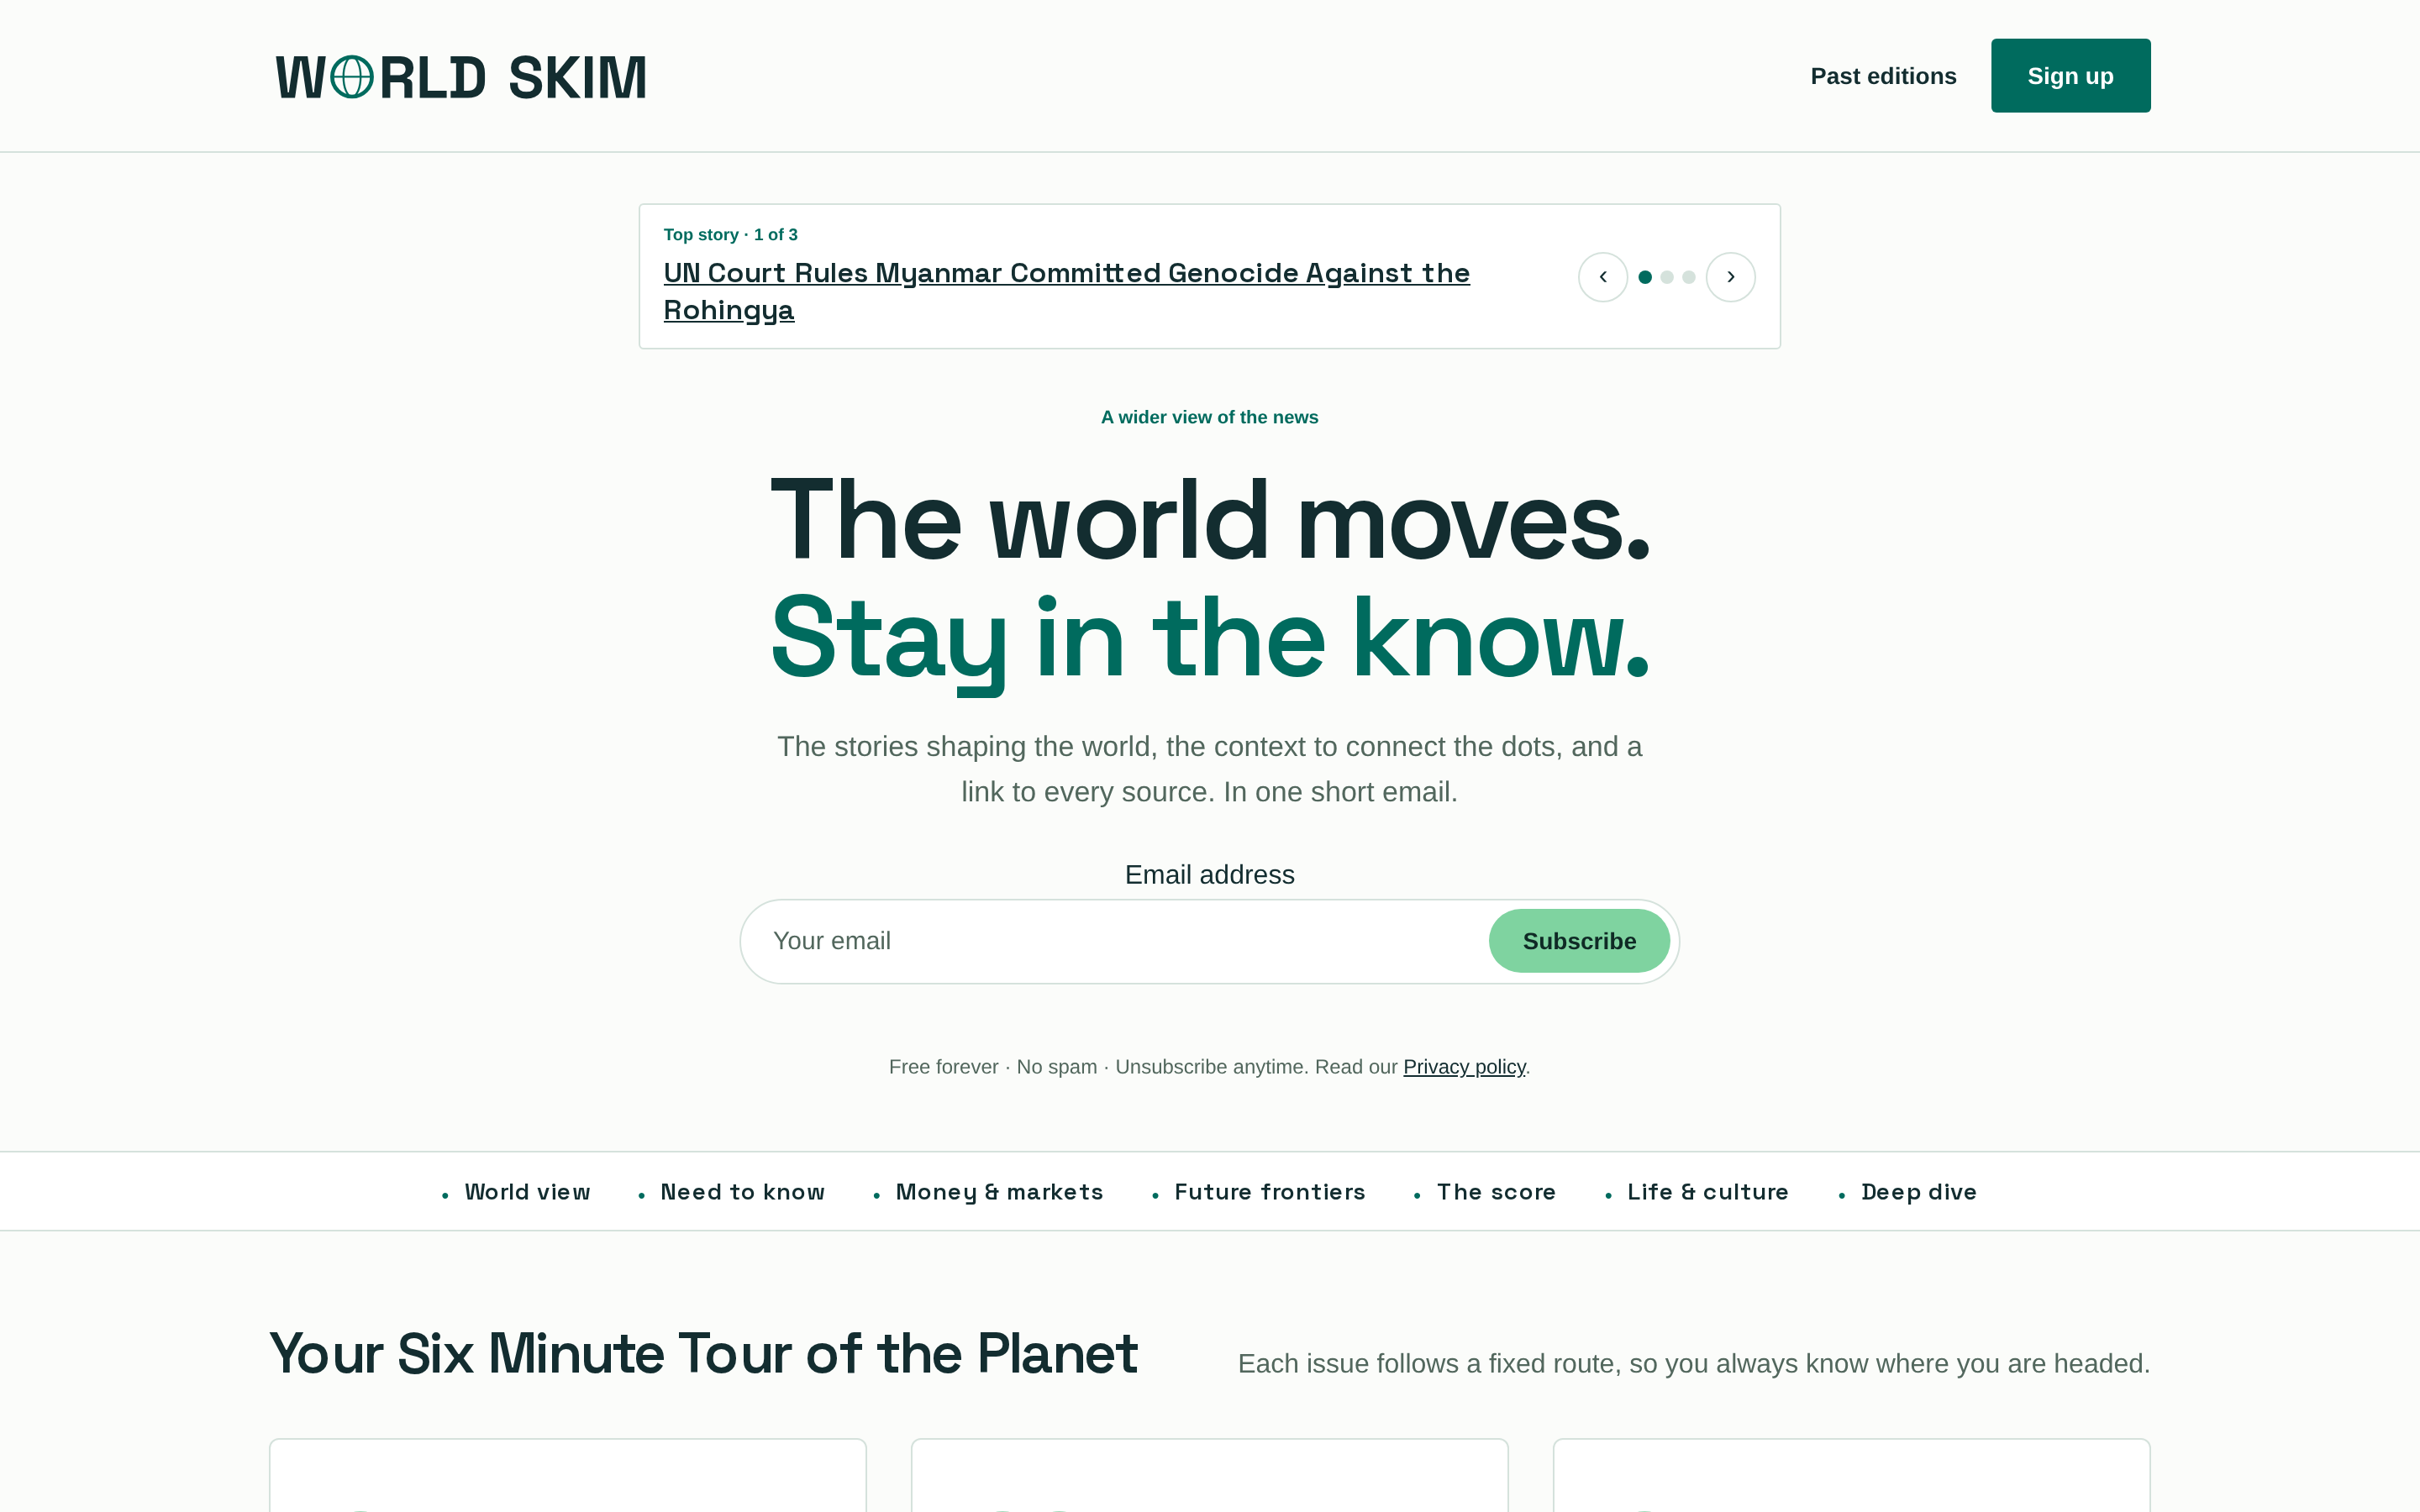 WORLD SKIM
Past editions
Sign up
Top story · 1 of 3
UN Court Rules Myanmar Committed Genocide Against the
Rohingya
‹
›
A wider view of the news
The world moves.
Stay in the know.
The stories shaping the world, the context to connect the dots, and a
link to every source. In one short email.
Email address
Your email
Subscribe
Free forever · No spam · Unsubscribe anytime. Read our Privacy policy.
• World view • Need to know • Money & markets • Future frontiers • The score • Life & culture • Deep dive
Your Six Minute Tour of the Planet
Each issue follows a fixed route, so you always know where you are headed.